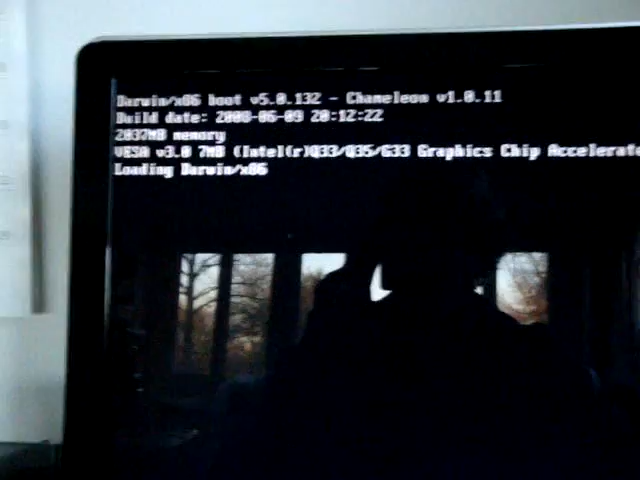 Darwin/x86 boot v5.0.132 - Chameleon v1.0.11
Build date: 2008-06-09 20:12:22
2037MB memory
VESA v3.0 7MB (Intel(r)Q33/Q35/G33 Graphics Chip Accelerate
Loading Darwin/x86